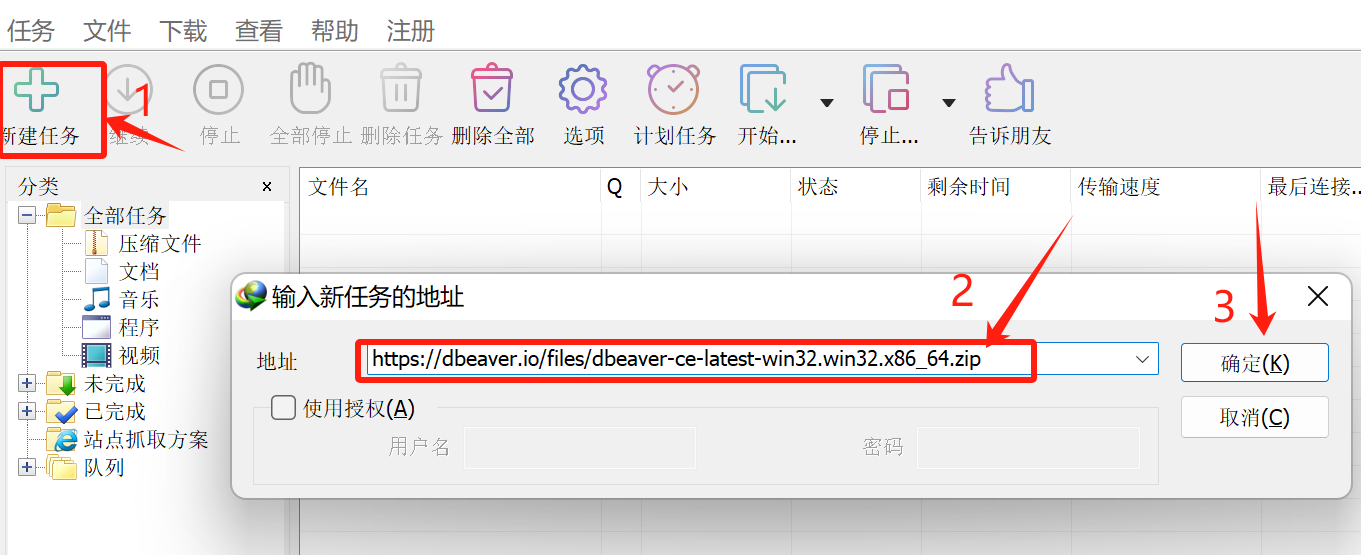 任务 文件 下载 查看 帮助 注册
新建任务 继续 停止 全部停止 删除任务 删除全部 选项 计划任务 开始... 停止... 告诉朋友
1
分类 × 文件名 Q 大小 状态 剩余时间 传输速度 最后连接...
全部任务
压缩文件
文档
音乐
程序
视频
未完成
已完成
站点抓取方案
队列
输入新任务的地址
2
3
地址 https://dbeaver.io/files/dbeaver-ce-latest-win32.win32.x86_64.zip 确定(K)
使用授权(A) 取消(C)
用户名 密码